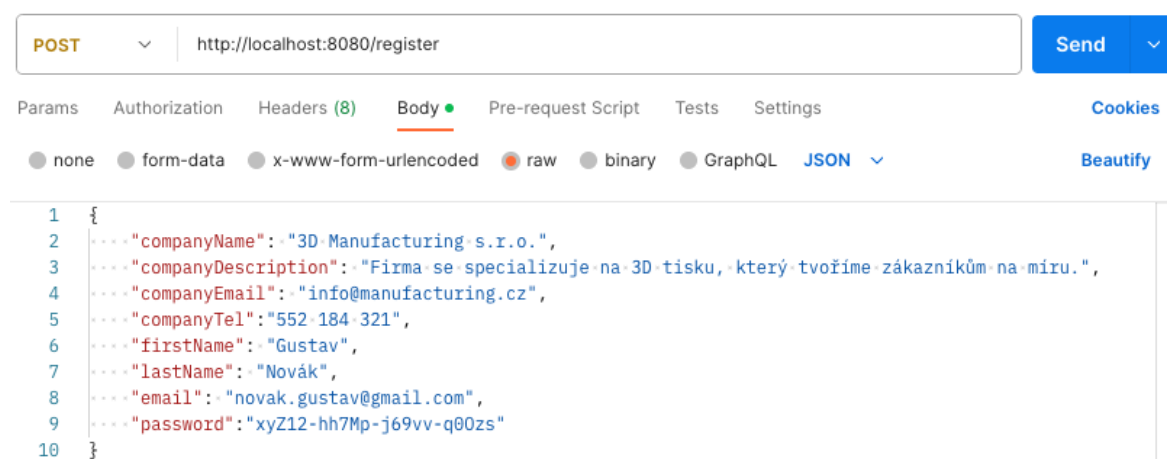 POST http://localhost:8080/register Send
Params Authorization Headers (8) Body Pre-request Script Tests Settings Cookies
none form-data x-www-form-urlencoded raw binary GraphQL JSON Beautify
1 {
2 "companyName": "3D Manufacturing s.r.o.",
3 "companyDescription": "Firma se specializuje na 3D tisku, který tvoříme zákazníkům na míru.",
4 "companyEmail": "info@manufacturing.cz",
5 "companyTel":"552 184 321",
6 "firstName": "Gustav",
7 "lastName": "Novák",
8 "email": "novak.gustav@gmail.com",
9 "password":"xyZ12-hh7Mp-j69vv-q0Ozs"
10 }